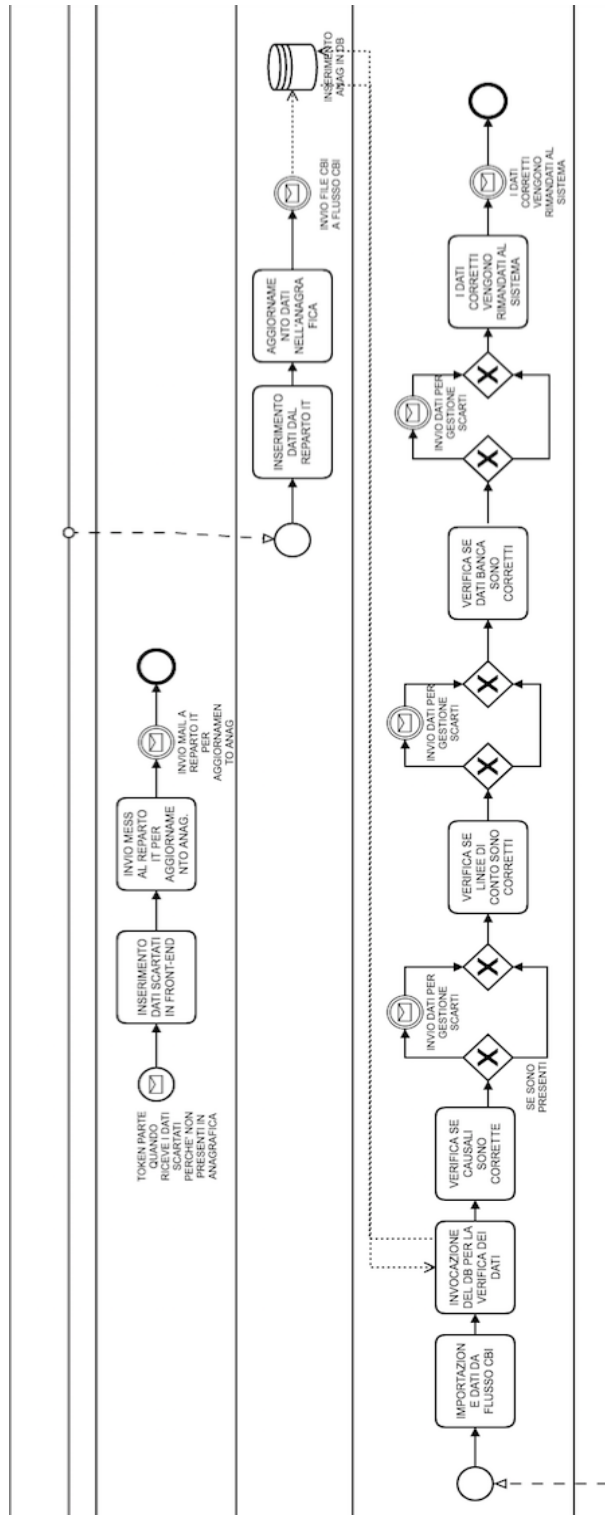 TOKEN PARTE
QUANDO
RICEVE I DATI
SCARTATI
PERCHE' NON
PRESENTI IN
ANAGRAFICA
INSERIMENTO
DATI SCARTATI
IN FRONT-END
INVIO MESS
AL REPARTO
IT PER
AGGIORNAME
NTO ANAG.
INVIO MAIL A
REPARTO IT
PER
AGGIORNAMEN
TO ANAG
INSERIMENTO
DATI DAL
REPARTO IT
AGGIORNAME
NTO DATI
NELL'ANAGRA
FICA
INVIO FILE CBI
A FLUSSO CBI
INSERIMENTO
ANAG IN DB
IMPORTAZION
E DATI DA
FLUSSO CBI
INVOCAZIONE
DEL DB PER LA
VERIFICA DEI
DATI
VERIFICA SE
CAUSALI
SONO
CORRETTE
SE SONO
PRESENTI
INVIO DATI PER
GESTIONE
SCARTI
VERIFICA SE
LINEE DI
CONTO SONO
CORRETTI
INVIO DATI PER
GESTIONE
SCARTI
VERIFICA SE
DATI BANCA
SONO
CORRETTI
INVIO DATI PER
GESTIONE
SCARTI
I DATI
CORRETTI
VENGONO
RIMANDATI AL
SISTEMA
I DATI
CORRETTI
VENGONO
RIMANDATI AL
SISTEMA